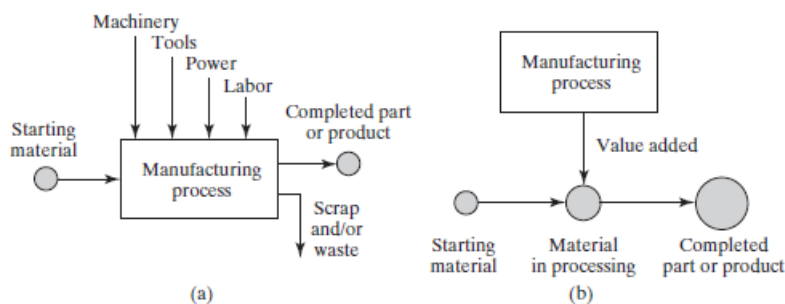 Machinery
Tools
Power
Labor
Starting
material
Manufacturing
process
Completed part
or product
Scrap
and/or
waste
(a)
Manufacturing
process
Value added
Starting
material
Material
in processing
Completed
part or product
(b)